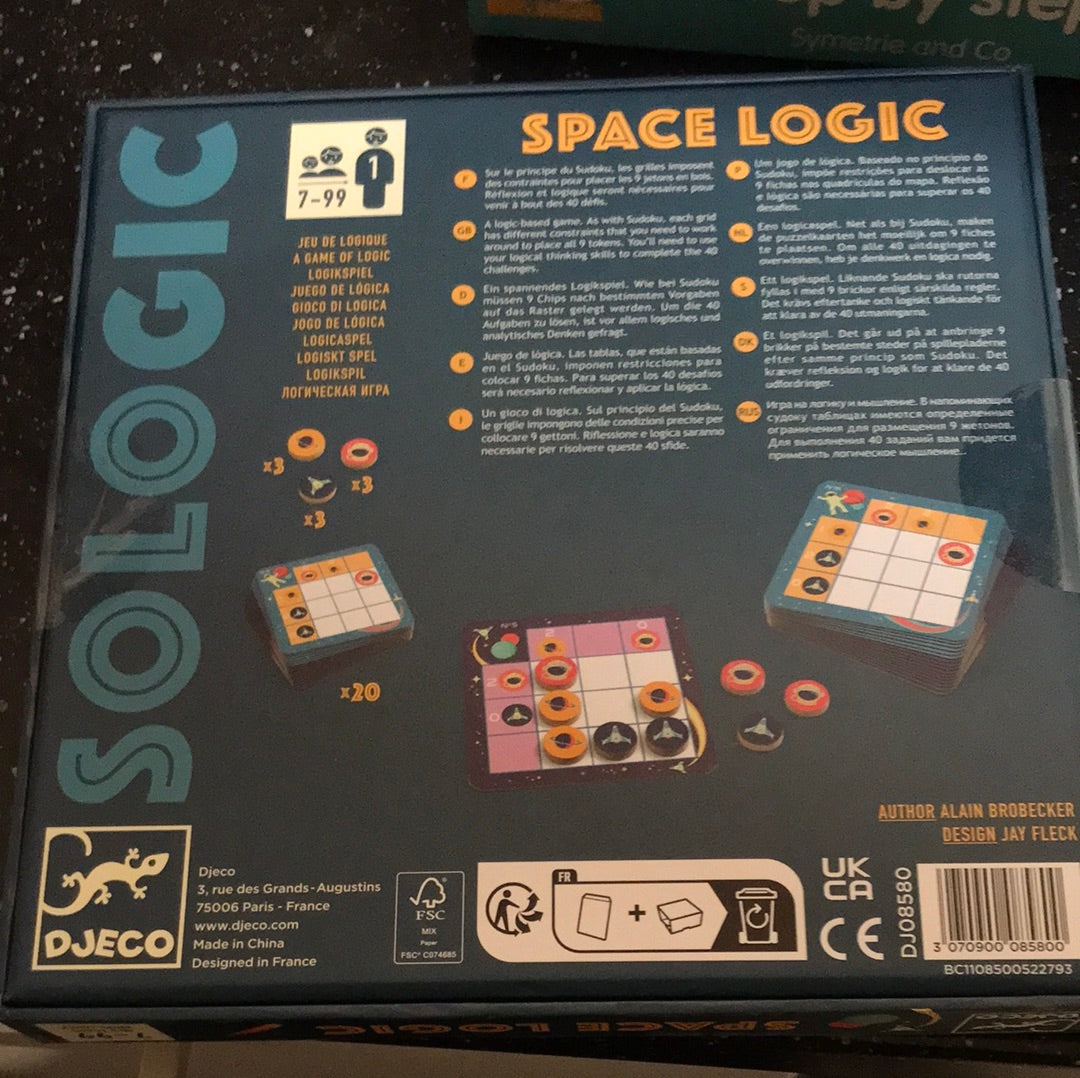 Symetrie and Co
SOLOGIC
SPACE LOGIC
1
7-99
JEU DE LOGIQUE
A GAME OF LOGIC
LOGIKSPIEL
JUEGO DE LÓGICA
GIOCO DI LOGICA
JOGO DE LÓGICA
LOGICASPEL
LOGISKT SPEL
LOGIKSPIL
ЛОГИЧЕСКАЯ ИГРА
x3
x3
x3
x20
F
Sur le principe du Sudoku, les grilles imposent
des contraintes pour placer les 9 jetons en bois.
Réflexion et logique seront nécessaires pour
venir à bout des 40 défis.
GB
A logic-based game. As with Sudoku, each grid
has different constraints that you need to work
around to place all 9 tokens. You'll need to use
your logical thinking skills to complete the 40
challenges.
D
Ein spannendes Logikspiel. Wie bei Sudoku
müssen 9 Chips nach bestimmten Vorgaben
auf das Raster gelegt werden. Um die 40
Aufgaben zu lösen, ist vor allem logisches und
analytisches Denken gefragt.
E
Juego de lógica. Las tablas, que están basadas
en el Sudoku, imponen restricciones para
colocar 9 fichas. Para superar los 40 desafíos
será necesario reflexionar y aplicar la lógica.
I
Un gioco di logica. Sul principio del Sudoku,
le griglie impongono delle condizioni precise per
collocare 9 gettoni. Riflessione e logica saranno
necessarie per risolvere queste 40 sfide.
P
Um jogo de lógica. Baseado no princípio do
Sudoku, impõe restrições para deslocar as
9 fichas nas quadrículas do mapa. Reflexão
e lógica são necessárias para superar os 40
desafios.
NL
Een logicaspel. Net als bij Sudoku, maken
de puzzelkaarten het moeilijk om 9 fiches
te plaatsen. Om alle 40 uitdagingen te
overwinnen, heb je denkwerk en logica nodig.
S
Ett logikspel. Liknande Sudoku ska rutorna
fyllas i med 9 brickor enligt särskilda regler.
Det krävs eftertanke och logiskt tänkande för
att klara av de 40 utmaningarna.
DK
Et logikspil. Det går ud på at anbringe 9
brikker på bestemte steder på spillepladerne
efter samme princip som Sudoku. Det
kræver refleksion og logik for at klare de 40
udfordringer.
RUS
Игра на логику и мышление. В напоминающих
судоку таблицах имеются определенные
ограничения для размещения 9 жетонов.
Для выполнения 40 заданий вам придется
применить логическое мышление.
N°5
AUTHOR ALAIN BROBECKER
DESIGN JAY FLECK
DJECO
Djeco
3, rue des Grands-Augustins
75006 Paris - France
www.djeco.com
Made in China
Designed in France
FSC
MIX
Paper
FSC® C074685
FR
+
UK
CA
CE
DJ08580
3 070900 085800
BC1108500522793
7-99
SPACE LOGIC